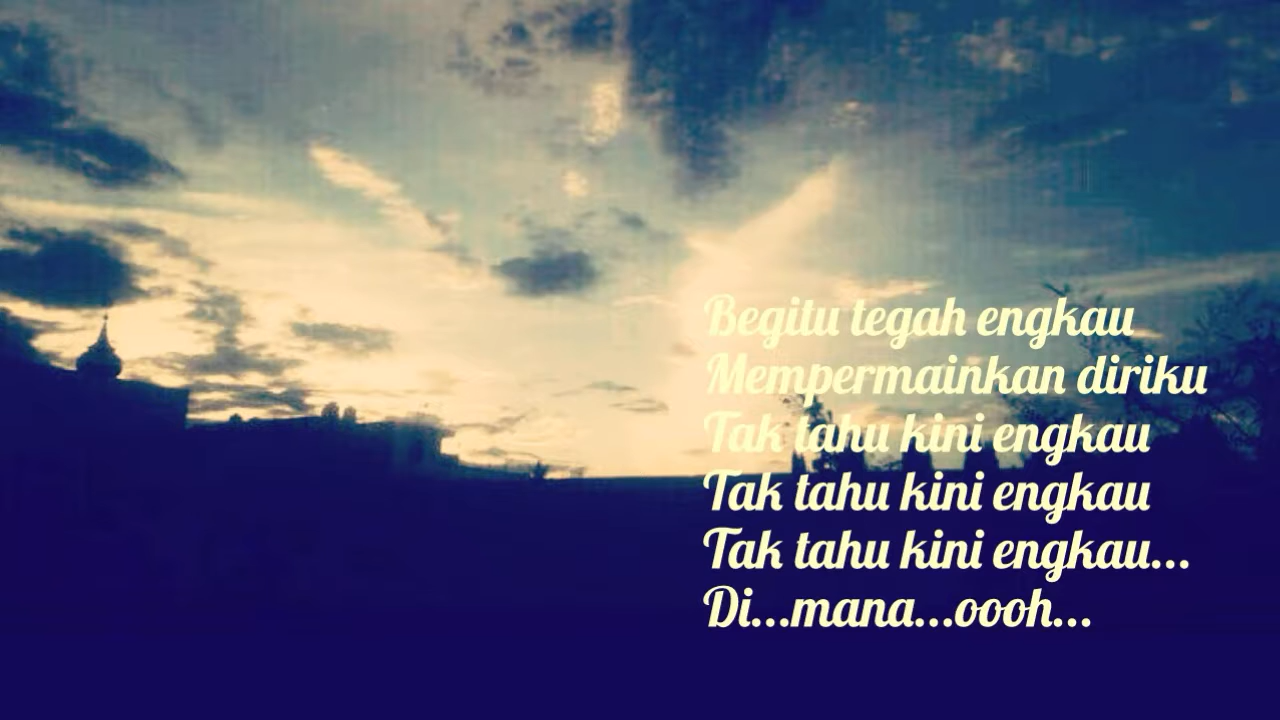 Begitu tegah engkau
Mempermainkan diriku
Tak tahu kini engkau
Tak tahu kini engkau
Tak tahu kini engkau...
Di...mana...oooh...